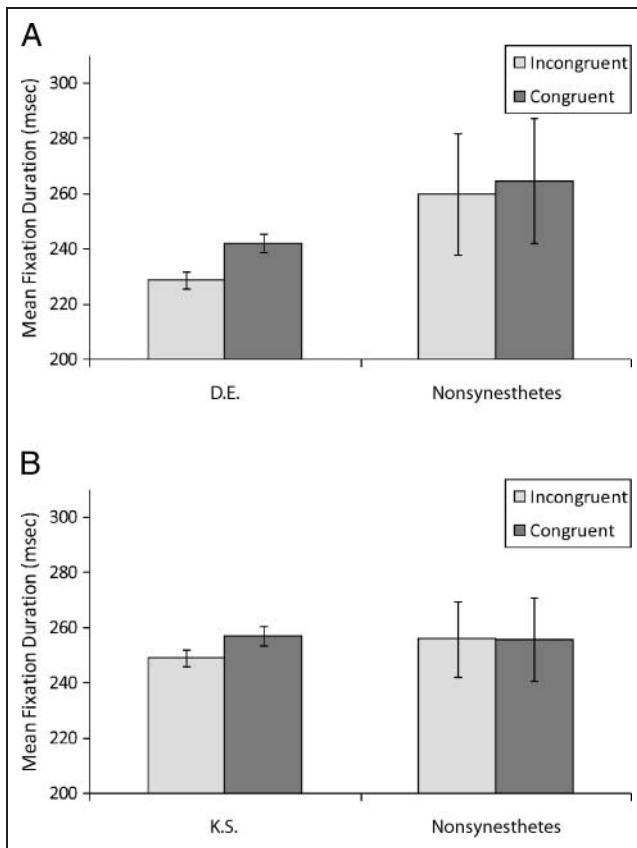 A
Mean Fixation Duration (msec)
300
280
260
240
220
200
Incongruent
Congruent
D.E.
Nonsynesthetes
B
Mean Fixation Duration (msec)
300
280
260
240
220
200
Incongruent
Congruent
K.S.
Nonsynesthetes